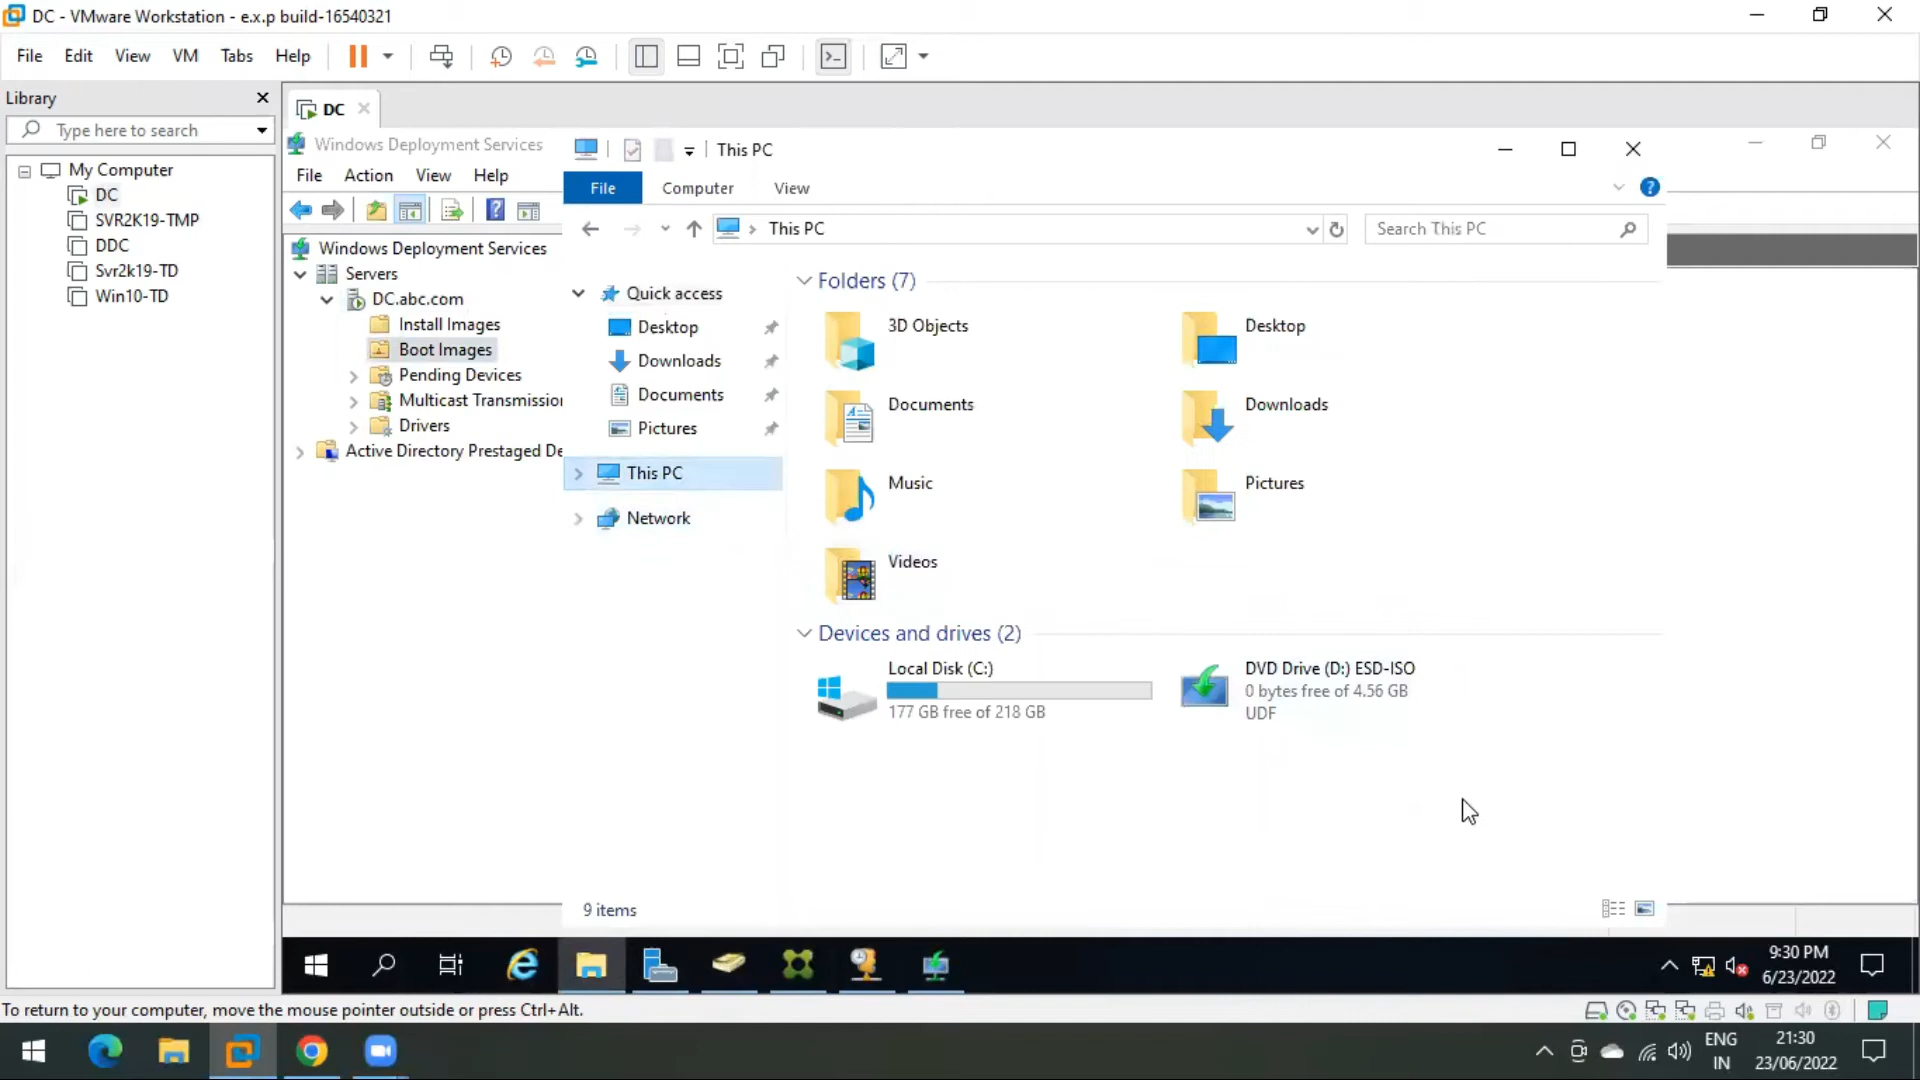 DC - VMware Workstation - e.x.p build-16540321
File Edit View VM Tabs Help
Library
Type here to search
My Computer
DC
SVR2K19-TMP
DDC
Svr2k19-TD
Win10-TD
DC
Windows Deployment Services
File Action View Help
Windows Deployment Services
Servers
DC.abc.com
Install Images
Boot Images
Pending Devices
Multicast Transmission
Drivers
Active Directory Prestaged De
This PC
File Computer View
This PC
Search This PC
Quick access
Desktop
Downloads
Documents
Pictures
This PC
Network
Folders (7)
3D Objects
Desktop
Documents
Downloads
Music
Pictures
Videos
Devices and drives (2)
Local Disk (C:)
177 GB free of 218 GB
DVD Drive (D:) ESD-ISO
0 bytes free of 4.56 GB
UDF
9 items
9:30 PM
6/23/2022
To return to your computer, move the mouse pointer outside or press Ctrl+Alt.
ENG
IN
21:30
23/06/2022